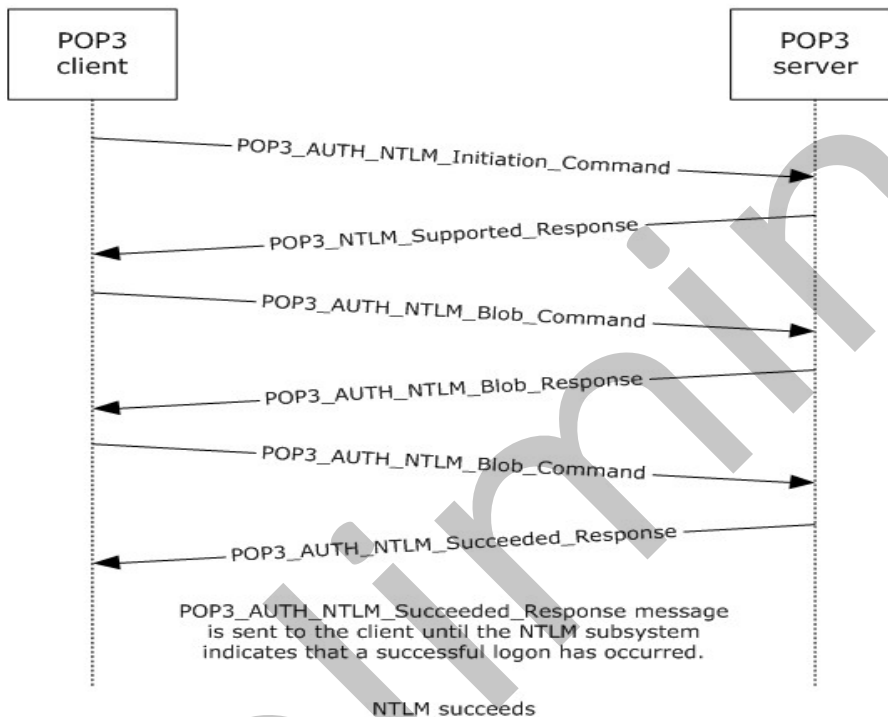 POP3
client
POP3
server
POP3_AUTH_NTLM_Initiation_Command
POP3_NTLM_Supported_Response
POP3_AUTH_NTLM_Blob_Command
POP3_AUTH_NTLM_Blob_Response
POP3_AUTH_NTLM_Blob_Command
POP3_AUTH_NTLM_Succeeded_Response
POP3_AUTH_NTLM_Succeeded_Response message
is sent to the client until the NTLM subsystem
indicates that a successful logon has occurred.
NTLM succeeds